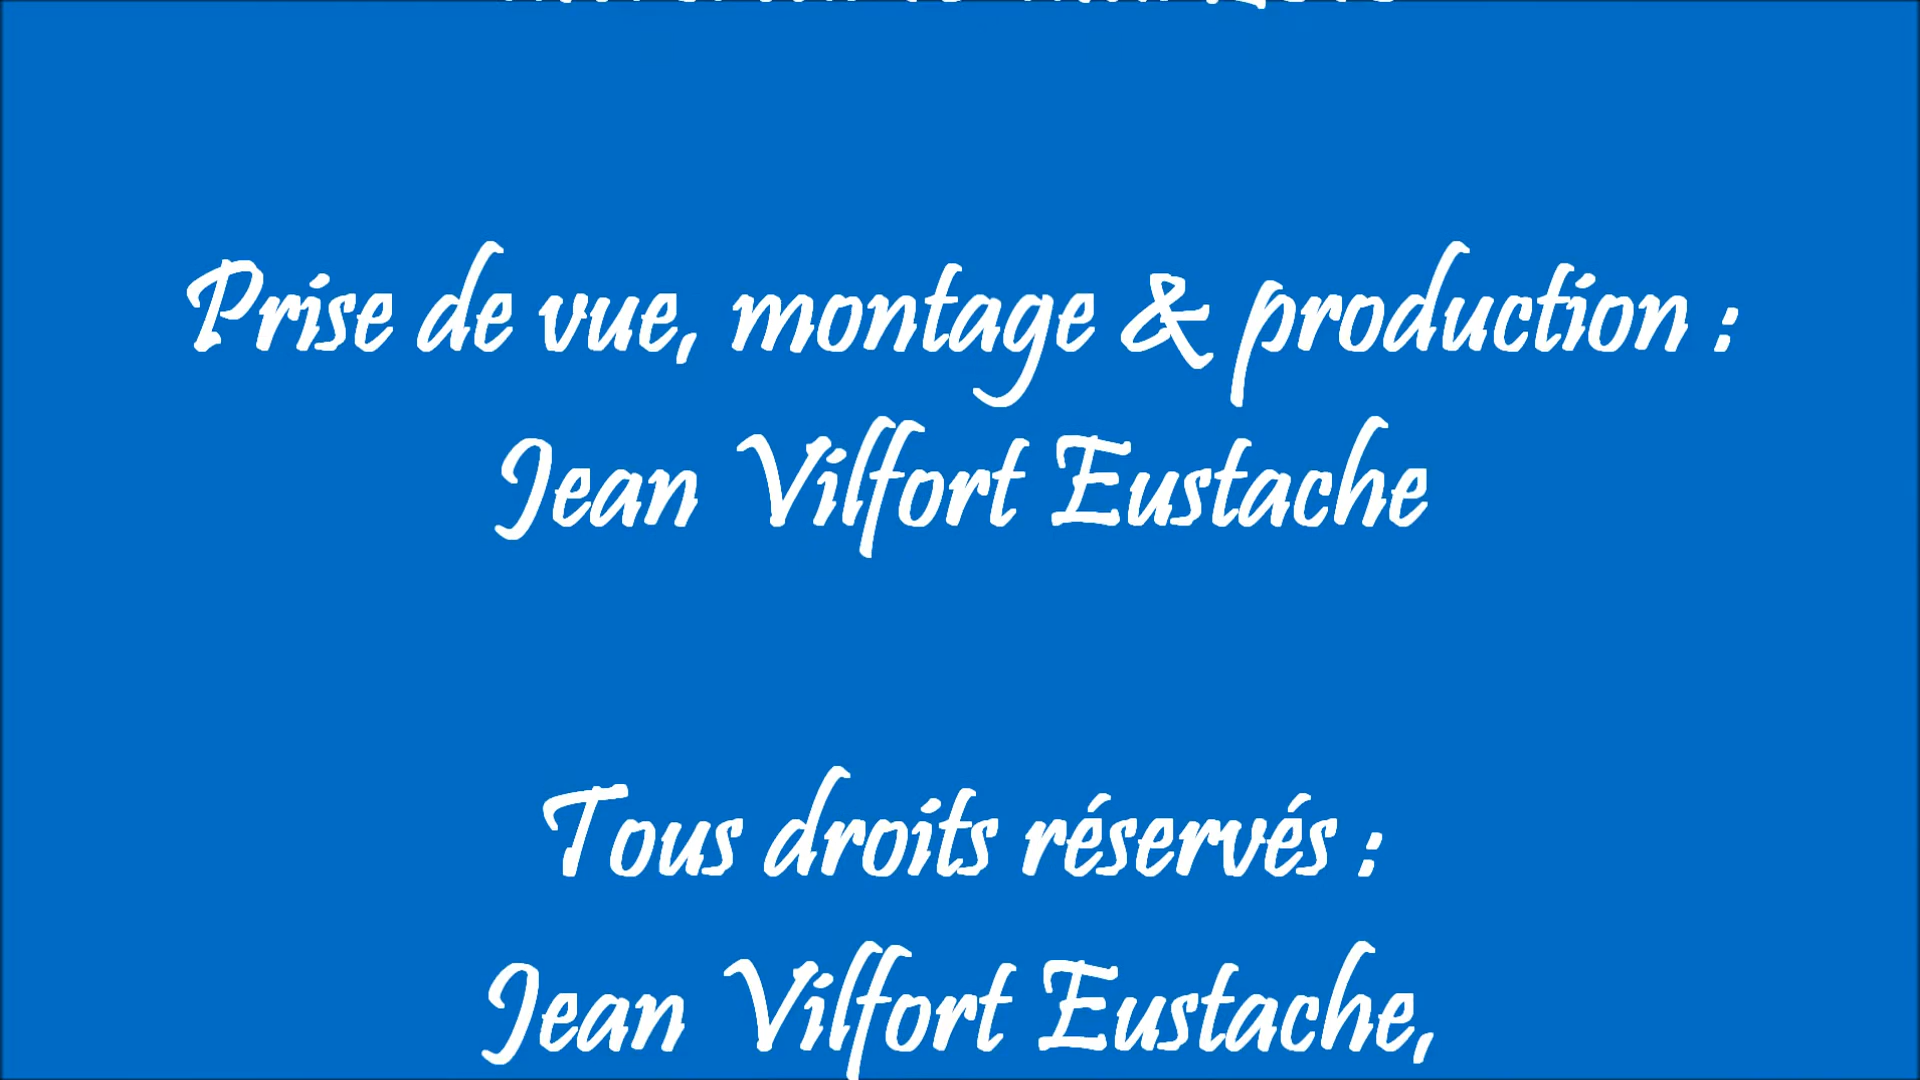 Prise de vue, montage & production :
Jean Vilfort Eustache
Tous droits réservés :
Jean Vilfort Eustache,